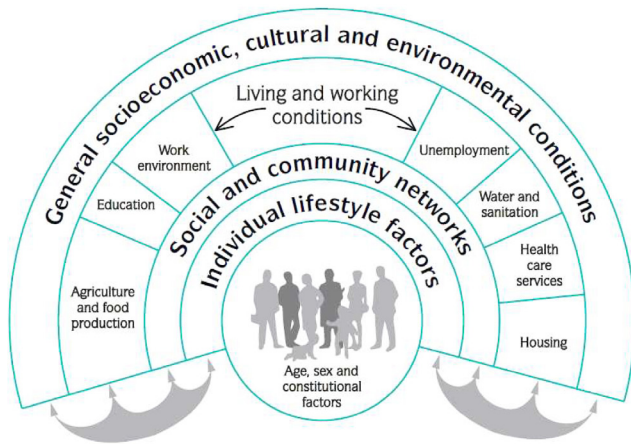 General socioeconomic, cultural and environmental conditions
Living and working
conditions
Work
environment
Unemployment
Education
Water and
sanitation
Social and community networks
Individual lifestyle factors
Agriculture
and food
production
Health
care
services
Housing
Age, sex and
constitutional
factors